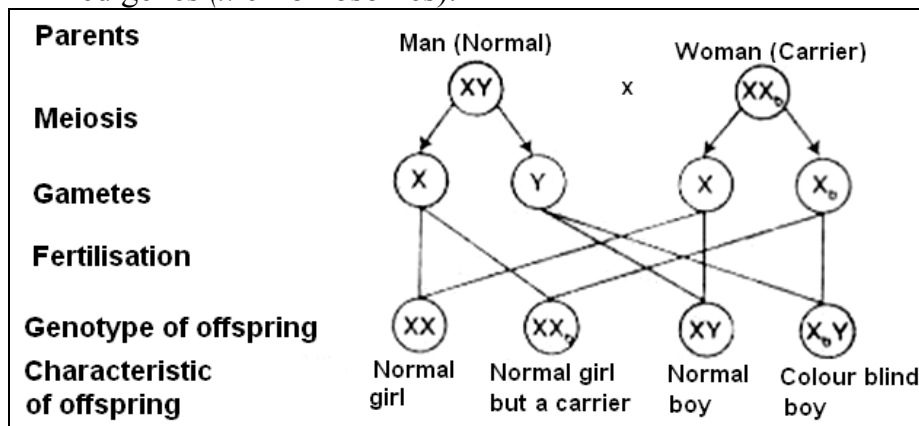 Parents
Man (Normal)
Woman (Carrier)
XY
x
XXb
Meiosis
X
Y
X
Xb
Gametes
Fertilisation
Genotype of offspring
XX
XXb
XY
XbY
Characteristic
of offspring
Normal
girl
Normal girl
but a carrier
Normal
boy
Colour blind
boy